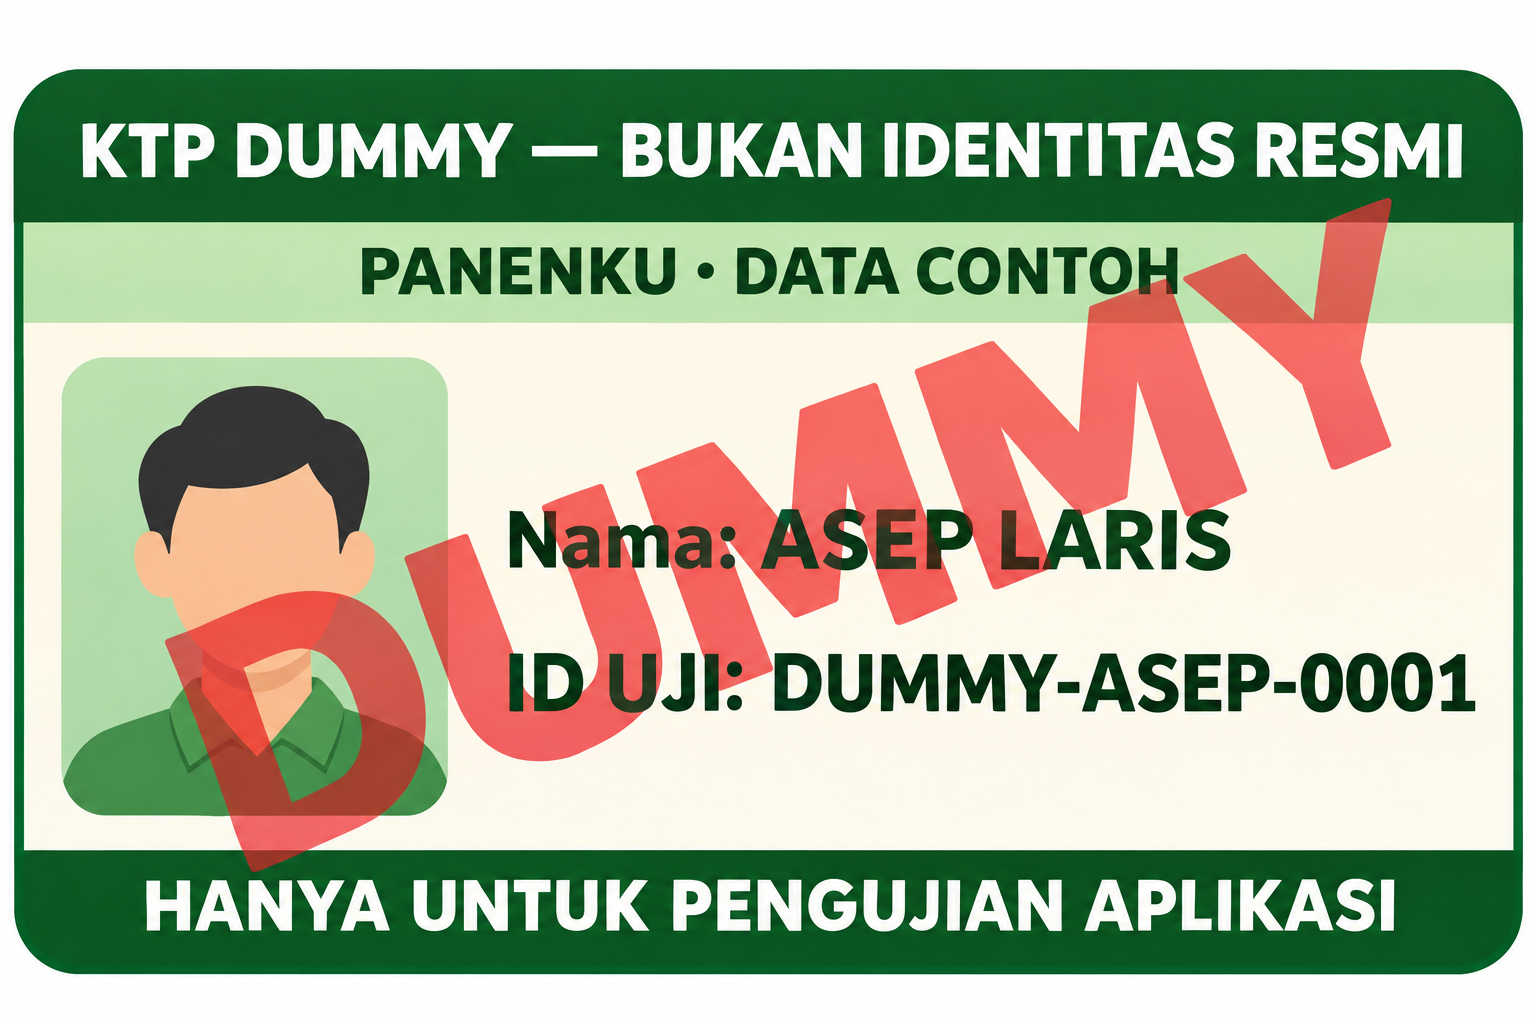 KTP DUMMY — BUKAN IDENTITAS RESMI
PANENKU • DATA CONTOH
Nama: ASEP LARIS
ID UJI: DUMMY-ASEP-0001
DUMMY
HANYA UNTUK PENGUJIAN APLIKASI